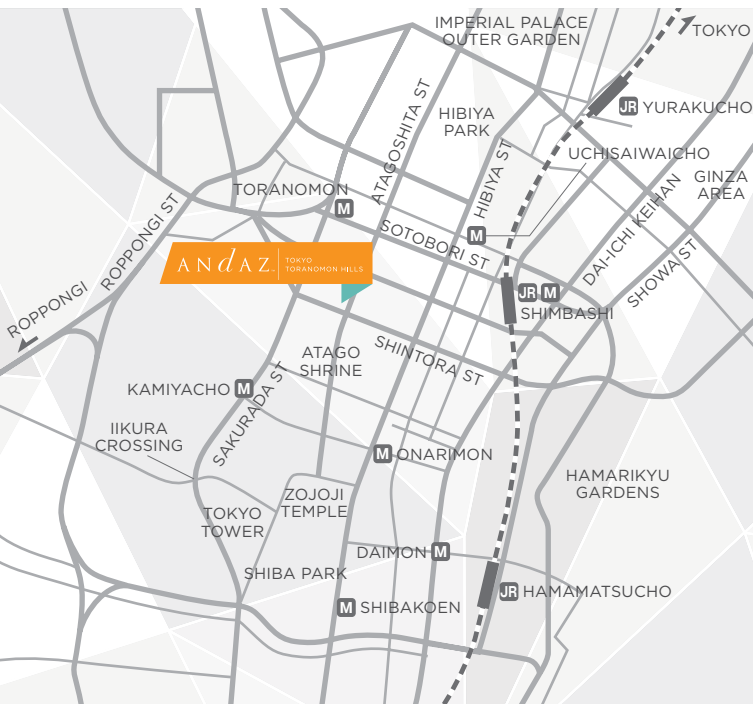 IMPERIAL PALACE
OUTER GARDEN
TOKYO
ATAGOSHITA ST
HIBIYA
PARK
JR YURAKUCHO
HIBIYA ST
UCHISAIWAICHO
M
GINZA
AREA
TORANOMON
M
ROPPONGI ST
SOTOBORI ST
DAI-ICHI KEIHAN
SHOWA ST
ANdAZ™
TOKYO
TORANOMON HILLS
JR M
SHIMBASHI
ROPPONGI
ATAGO
SHRINE
SHINTORA ST
KAMIYACHO M
SAKURADA ST
IIKURA
CROSSING
M ONARIMON
HAMARIKYU
GARDENS
ZOJOJI
TEMPLE
TOKYO
TOWER
DAIMON M
SHIBA PARK
JR HAMAMATSUCHO
M SHIBAKOEN